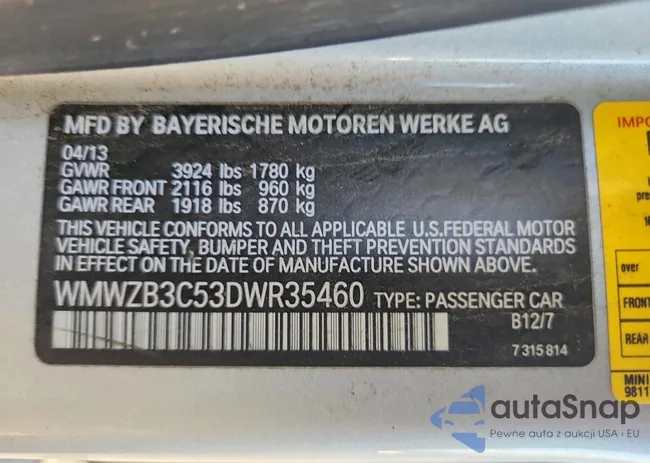 MFD BY BAYERISCHE MOTOREN WERKE AG
04/13
GVWR 3924 lbs 1780 kg
GAWR FRONT 2116 lbs 960 kg
GAWR REAR 1918 lbs 870 kg
THIS VEHICLE CONFORMS TO ALL APPLICABLE U.S.FEDERAL MOTOR
VEHICLE SAFETY, BUMPER AND THEFT PREVENTION STANDARDS IN
EFFECT ON THE DATE OF MANUFACTURE SHOWN ABOVE.
WMWZB3C53DWR35460 TYPE: PASSENGER CAR
B12/7
7 315 814
IMPO
pre
over
FRONT
REAR
MINI
9811
autaSnap
Pewne auta z aukcji USA i EU